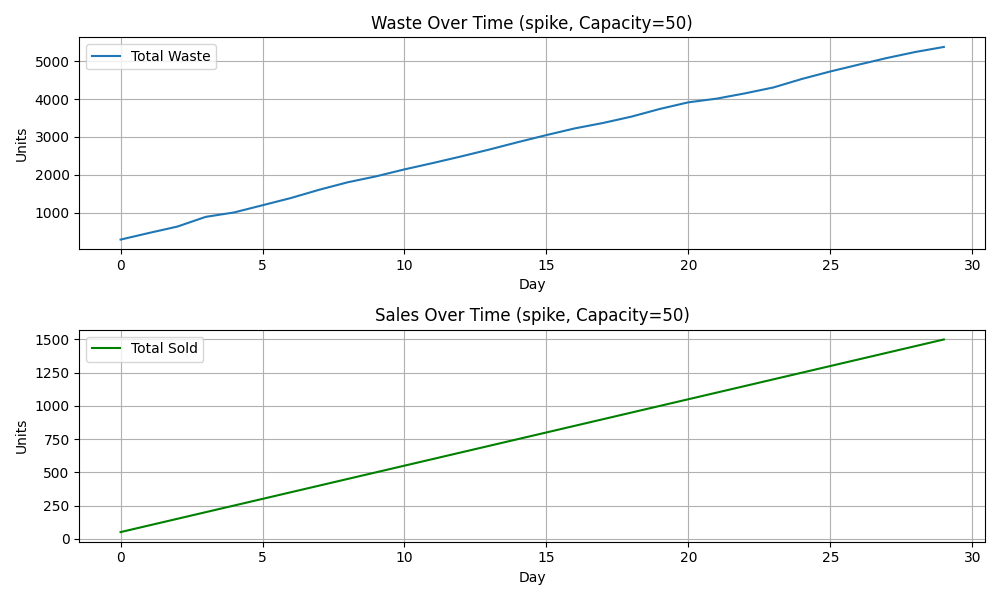 Waste Over Time (spike, Capacity=50)
Total Waste
Units
5000
4000
3000
2000
1000
0 5 10 15 20 25 30
Day
Sales Over Time (spike, Capacity=50)
Total Sold
Units
1500
1250
1000
750
500
250
0
0 5 10 15 20 25 30
Day